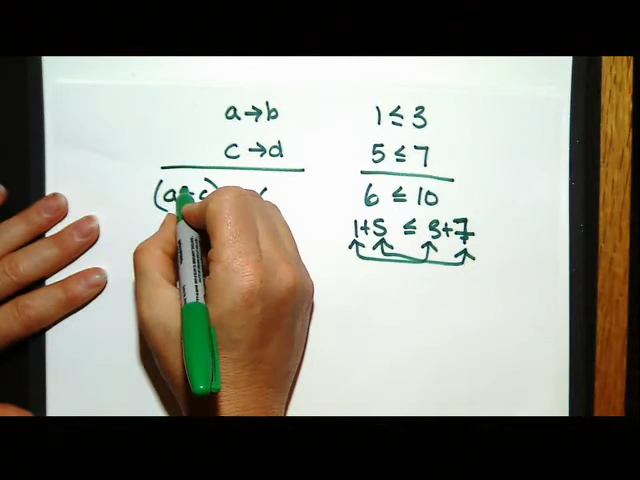 a→b
c→d
(a
1≤3
5≤7
6≤10
1+5 ≤ 3+7